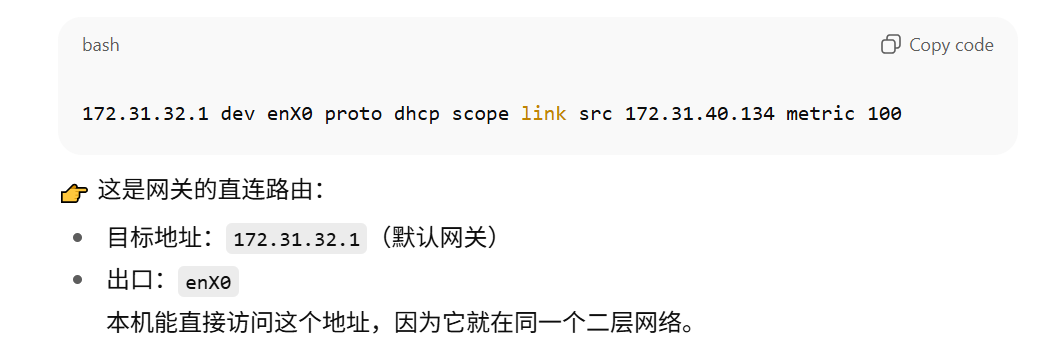 bash
Copy code
172.31.32.1 dev enX0 proto dhcp scope link src 172.31.40.134 metric 100
👉 这是网关的直连路由：
• 目标地址：172.31.32.1（默认网关）
• 出口：enX0
本机能直接访问这个地址，因为它就在同一个二层网络。